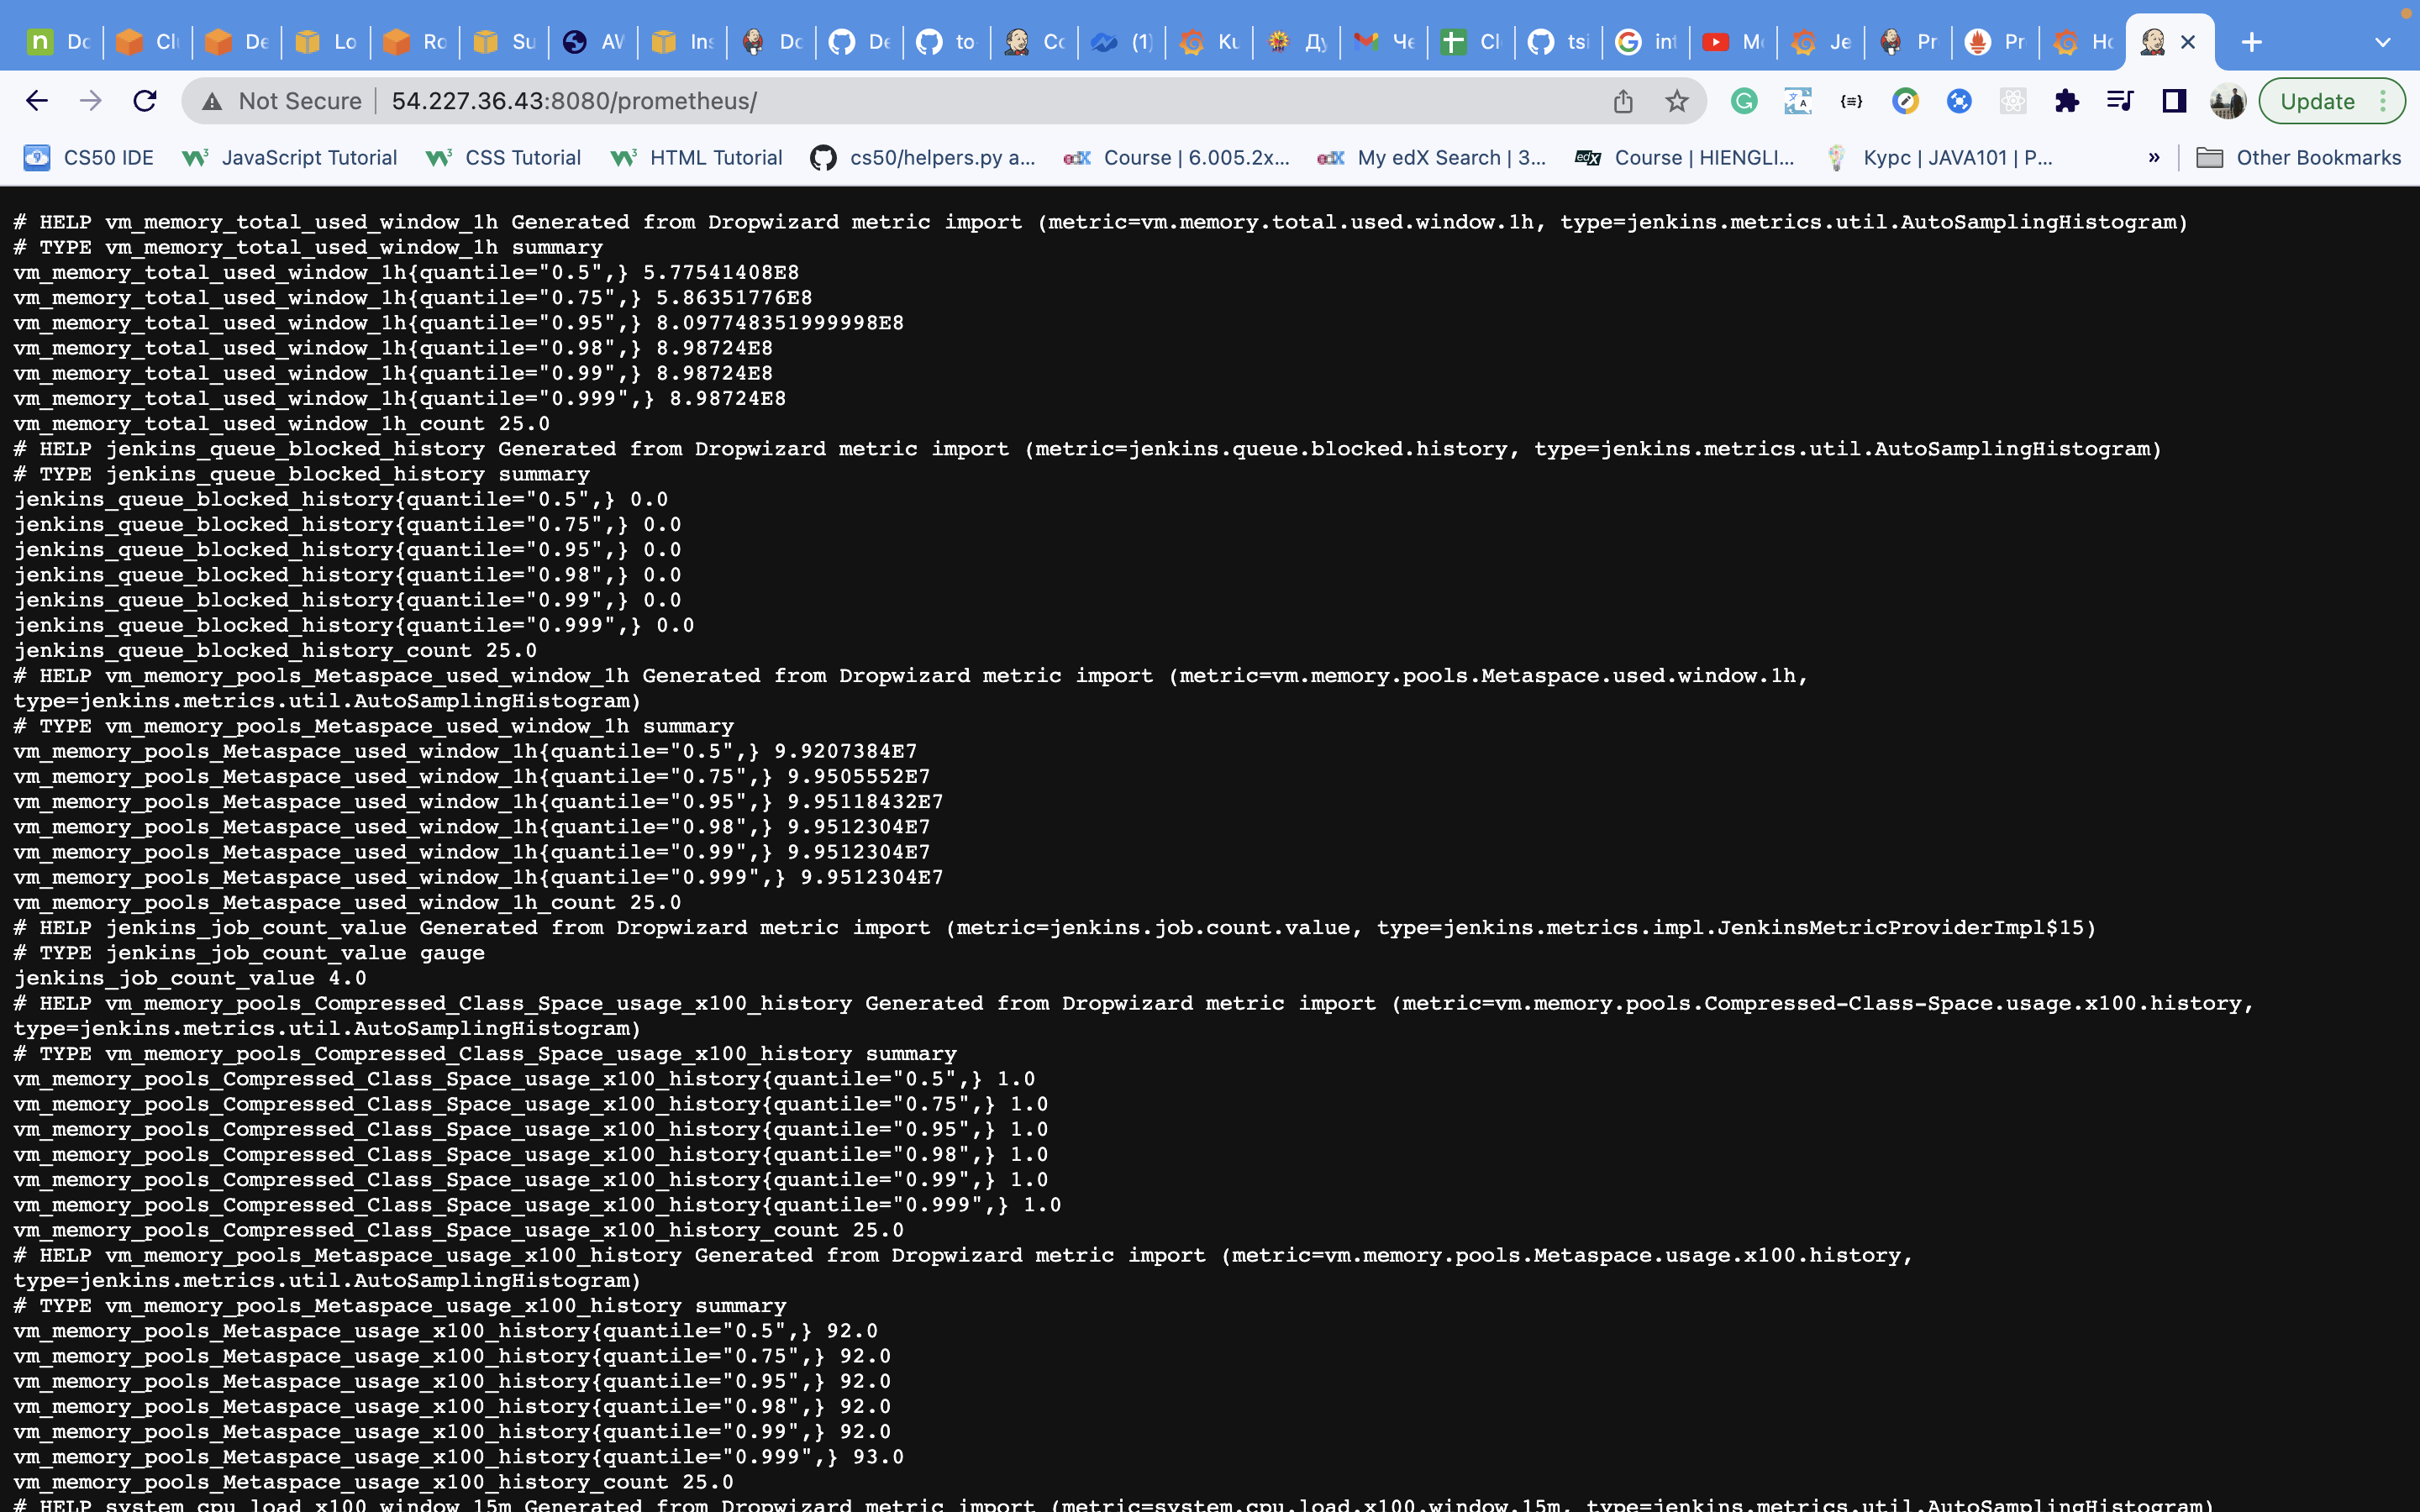 Do Cl De Lo Ro Su AV Ins Do De to Cc (1) Ku Ду Че Cl tsi int Mo Je Pr Pr Ho
Not Secure 54.227.36.43:8080/prometheus/ Update
CS50 IDE JavaScript Tutorial CSS Tutorial HTML Tutorial cs50/helpers.py a... Course | 6.005.2x... My edX Search | 3... Course | HIENGLI... Курс | JAVA101 | P... » Other Bookmarks
# HELP vm_memory_total_used_window_1h Generated from Dropwizard metric import (metric=vm.memory.total.used.window.1h, type=jenkins.metrics.util.AutoSamplingHistogram)
# TYPE vm_memory_total_used_window_1h summary
vm_memory_total_used_window_1h{quantile="0.5",} 5.77541408E8
vm_memory_total_used_window_1h{quantile="0.75",} 5.86351776E8
vm_memory_total_used_window_1h{quantile="0.95",} 8.097748351999998E8
vm_memory_total_used_window_1h{quantile="0.98",} 8.98724E8
vm_memory_total_used_window_1h{quantile="0.99",} 8.98724E8
vm_memory_total_used_window_1h{quantile="0.999",} 8.98724E8
vm_memory_total_used_window_1h_count 25.0
# HELP jenkins_queue_blocked_history Generated from Dropwizard metric import (metric=jenkins.queue.blocked.history, type=jenkins.metrics.util.AutoSamplingHistogram)
# TYPE jenkins_queue_blocked_history summary
jenkins_queue_blocked_history{quantile="0.5",} 0.0
jenkins_queue_blocked_history{quantile="0.75",} 0.0
jenkins_queue_blocked_history{quantile="0.95",} 0.0
jenkins_queue_blocked_history{quantile="0.98",} 0.0
jenkins_queue_blocked_history{quantile="0.99",} 0.0
jenkins_queue_blocked_history{quantile="0.999",} 0.0
jenkins_queue_blocked_history_count 25.0
# HELP vm_memory_pools_Metaspace_used_window_1h Generated from Dropwizard metric import (metric=vm.memory.pools.Metaspace.used.window.1h,
type=jenkins.metrics.util.AutoSamplingHistogram)
# TYPE vm_memory_pools_Metaspace_used_window_1h summary
vm_memory_pools_Metaspace_used_window_1h{quantile="0.5",} 9.9207384E7
vm_memory_pools_Metaspace_used_window_1h{quantile="0.75",} 9.9505552E7
vm_memory_pools_Metaspace_used_window_1h{quantile="0.95",} 9.95118432E7
vm_memory_pools_Metaspace_used_window_1h{quantile="0.98",} 9.9512304E7
vm_memory_pools_Metaspace_used_window_1h{quantile="0.99",} 9.9512304E7
vm_memory_pools_Metaspace_used_window_1h{quantile="0.999",} 9.9512304E7
vm_memory_pools_Metaspace_used_window_1h_count 25.0
# HELP jenkins_job_count_value Generated from Dropwizard metric import (metric=jenkins.job.count.value, type=jenkins.metrics.impl.JenkinsMetricProviderImpl$15)
# TYPE jenkins_job_count_value gauge
jenkins_job_count_value 4.0
# HELP vm_memory_pools_Compressed_Class_Space_usage_x100_history Generated from Dropwizard metric import (metric=vm.memory.pools.Compressed-Class-Space.usage.x100.history,
type=jenkins.metrics.util.AutoSamplingHistogram)
# TYPE vm_memory_pools_Compressed_Class_Space_usage_x100_history summary
vm_memory_pools_Compressed_Class_Space_usage_x100_history{quantile="0.5",} 1.0
vm_memory_pools_Compressed_Class_Space_usage_x100_history{quantile="0.75",} 1.0
vm_memory_pools_Compressed_Class_Space_usage_x100_history{quantile="0.95",} 1.0
vm_memory_pools_Compressed_Class_Space_usage_x100_history{quantile="0.98",} 1.0
vm_memory_pools_Compressed_Class_Space_usage_x100_history{quantile="0.99",} 1.0
vm_memory_pools_Compressed_Class_Space_usage_x100_history{quantile="0.999",} 1.0
vm_memory_pools_Compressed_Class_Space_usage_x100_history_count 25.0
# HELP vm_memory_pools_Metaspace_usage_x100_history Generated from Dropwizard metric import (metric=vm.memory.pools.Metaspace.usage.x100.history,
type=jenkins.metrics.util.AutoSamplingHistogram)
# TYPE vm_memory_pools_Metaspace_usage_x100_history summary
vm_memory_pools_Metaspace_usage_x100_history{quantile="0.5",} 92.0
vm_memory_pools_Metaspace_usage_x100_history{quantile="0.75",} 92.0
vm_memory_pools_Metaspace_usage_x100_history{quantile="0.95",} 92.0
vm_memory_pools_Metaspace_usage_x100_history{quantile="0.98",} 92.0
vm_memory_pools_Metaspace_usage_x100_history{quantile="0.99",} 92.0
vm_memory_pools_Metaspace_usage_x100_history{quantile="0.999",} 93.0
vm_memory_pools_Metaspace_usage_x100_history_count 25.0
# HELP system_cpu_load_x100_window_15m Generated from Dropwizard metric import (metric=system.cpu.load.x100.window.15m, type=jenkins.metrics.util.AutoSamplingHistogram)